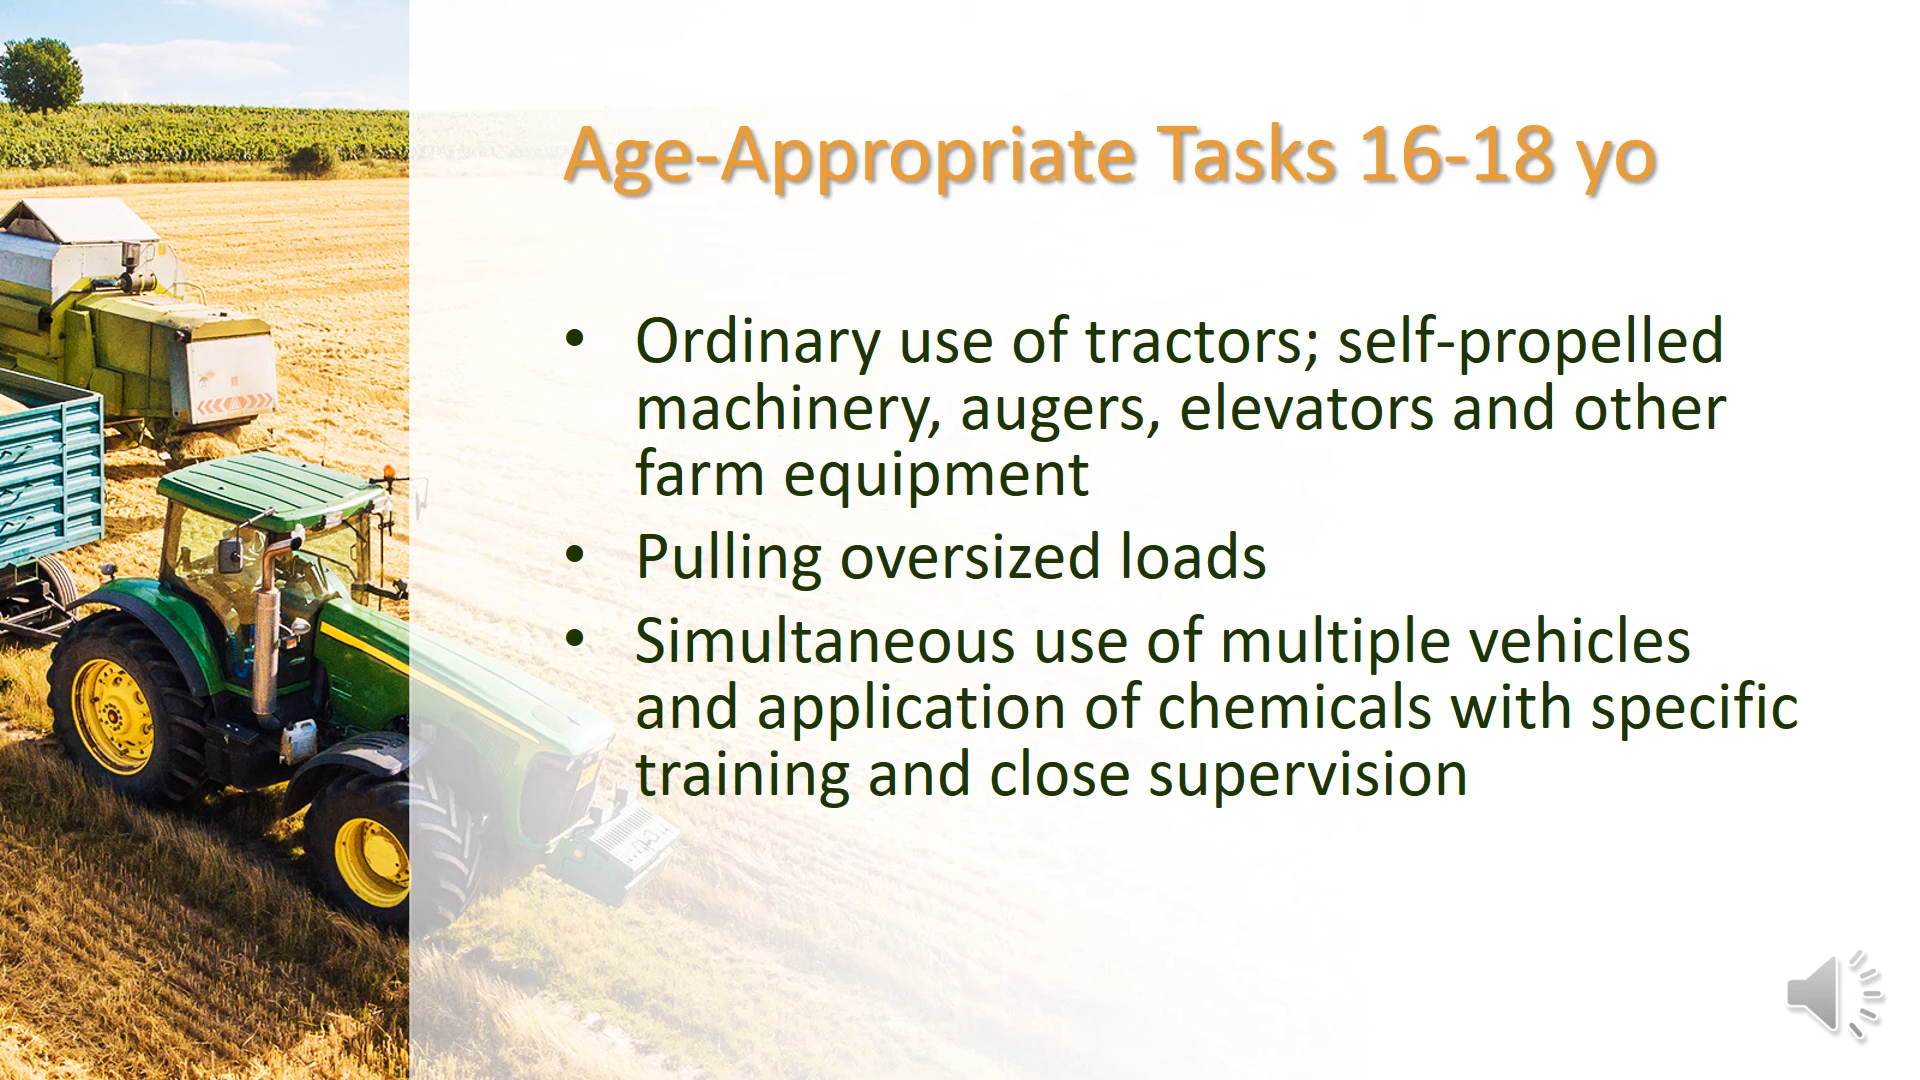 Age-Appropriate Tasks 16-18 yo
• Ordinary use of tractors; self-propelled
machinery, augers, elevators and other
farm equipment
• Pulling oversized loads
• Simultaneous use of multiple vehicles
and application of chemicals with specific
training and close supervision